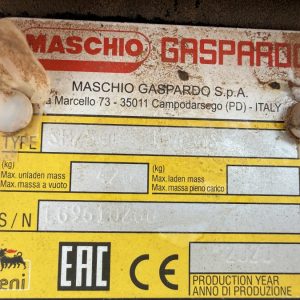 MASCHIO GASPARDO
MASCHIO GASPARDO S.p.A.
Marcello 73 - 35011 Campodarsego (PD) - ITALY
TYPE
(kg)
Max. unladen mass
Max. massa a vuoto
(kg)
Max. laden mass
Max. massa pieno carico
S/N
eni
EAC CE
PRODUCTION YEAR
ANNO DI PRODUZIONE